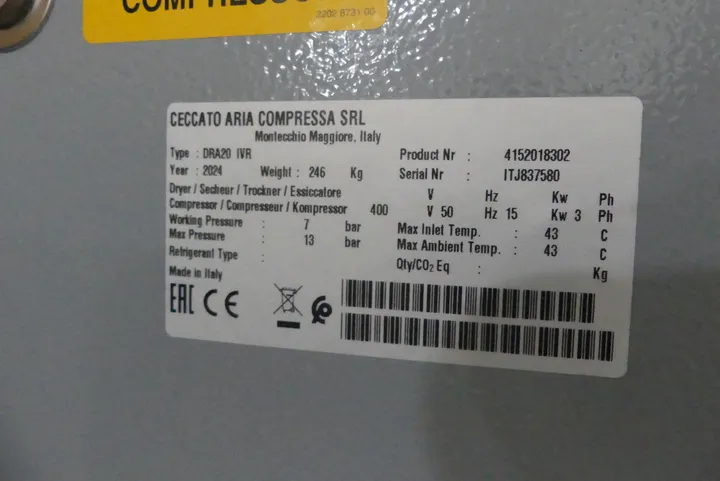 2202 8731 00
CECCATO ARIA COMPRESSA SRL
Montecchio Maggiore, Italy
Type : DRA20 IVR
Product Nr : 4152018302
Year : 2024 Weight : 246 Kg
Serial Nr : ITJ837580
Dryer / Secheur / Trockner / Essiccatore V Hz Kw Ph
Compressor / Compresseur / Kompressor 400 V 50 Hz 15 Kw 3 Ph
Working Pressure : 7 bar
Max Inlet Temp. : 43 C
Max Pressure : 13 bar
Max Ambient Temp. : 43 C
Refrigerant Type :
Qty/CO2 Eq : Kg
Made in Italy
EAC CE